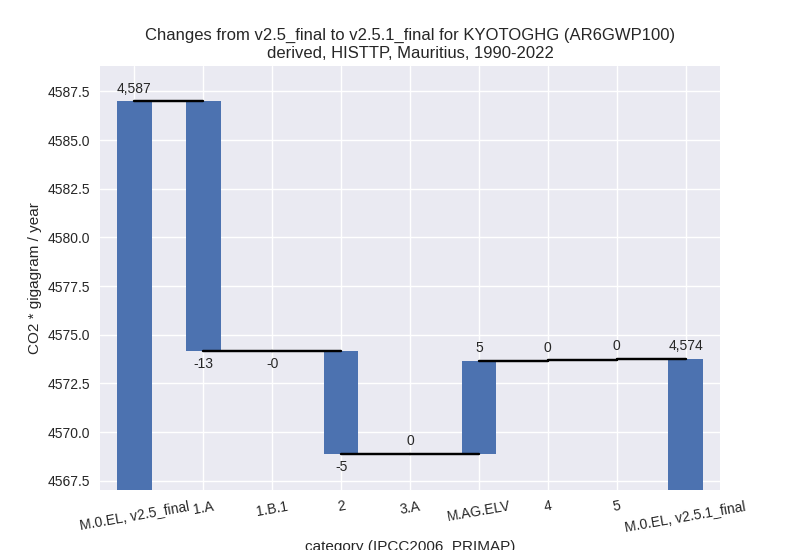 Changes from v2.5_final to v2.5.1_final for KYOTOGHG (AR6GWP100)
derived, HISTTP, Mauritius, 1990-2022
CO2 * gigagram / year
4587.5
4585.0
4582.5
4580.0
4577.5
4575.0
4572.5
4570.0
4567.5
4,587
-13
-0
-5
0
5
0
0
4,574
M.0.EL, v2.5_final
1.A
1.B.1
2
3.A
M.AG.ELV
4
5
M.0.EL, v2.5.1_final
category (IPCC2006_PRIMAP)